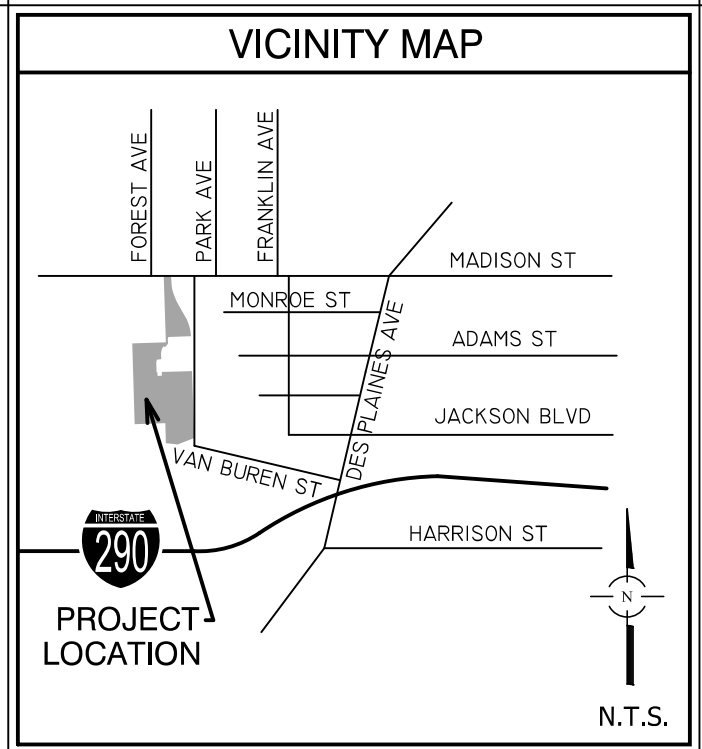 VICINITY MAP
FOREST AVE
PARK AVE
FRANKLIN AVE
MADISON ST
MONROE ST
ADAMS ST
DES PLAINES AVE
JACKSON BLVD
VAN BUREN ST
INTERSTATE
290
HARRISON ST
PROJECT
LOCATION
N
N.T.S.